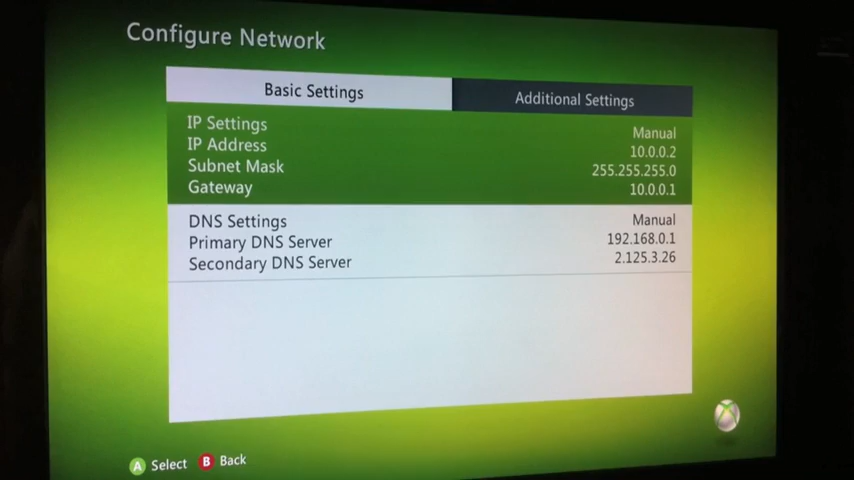 Configure Network
Basic Settings
Additional Settings
IP Settings Manual
IP Address 10.0.0.2
Subnet Mask 255.255.255.0
Gateway 10.0.0.1
DNS Settings Manual
Primary DNS Server 192.168.0.1
Secondary DNS Server 2.125.3.26
A Select B Back